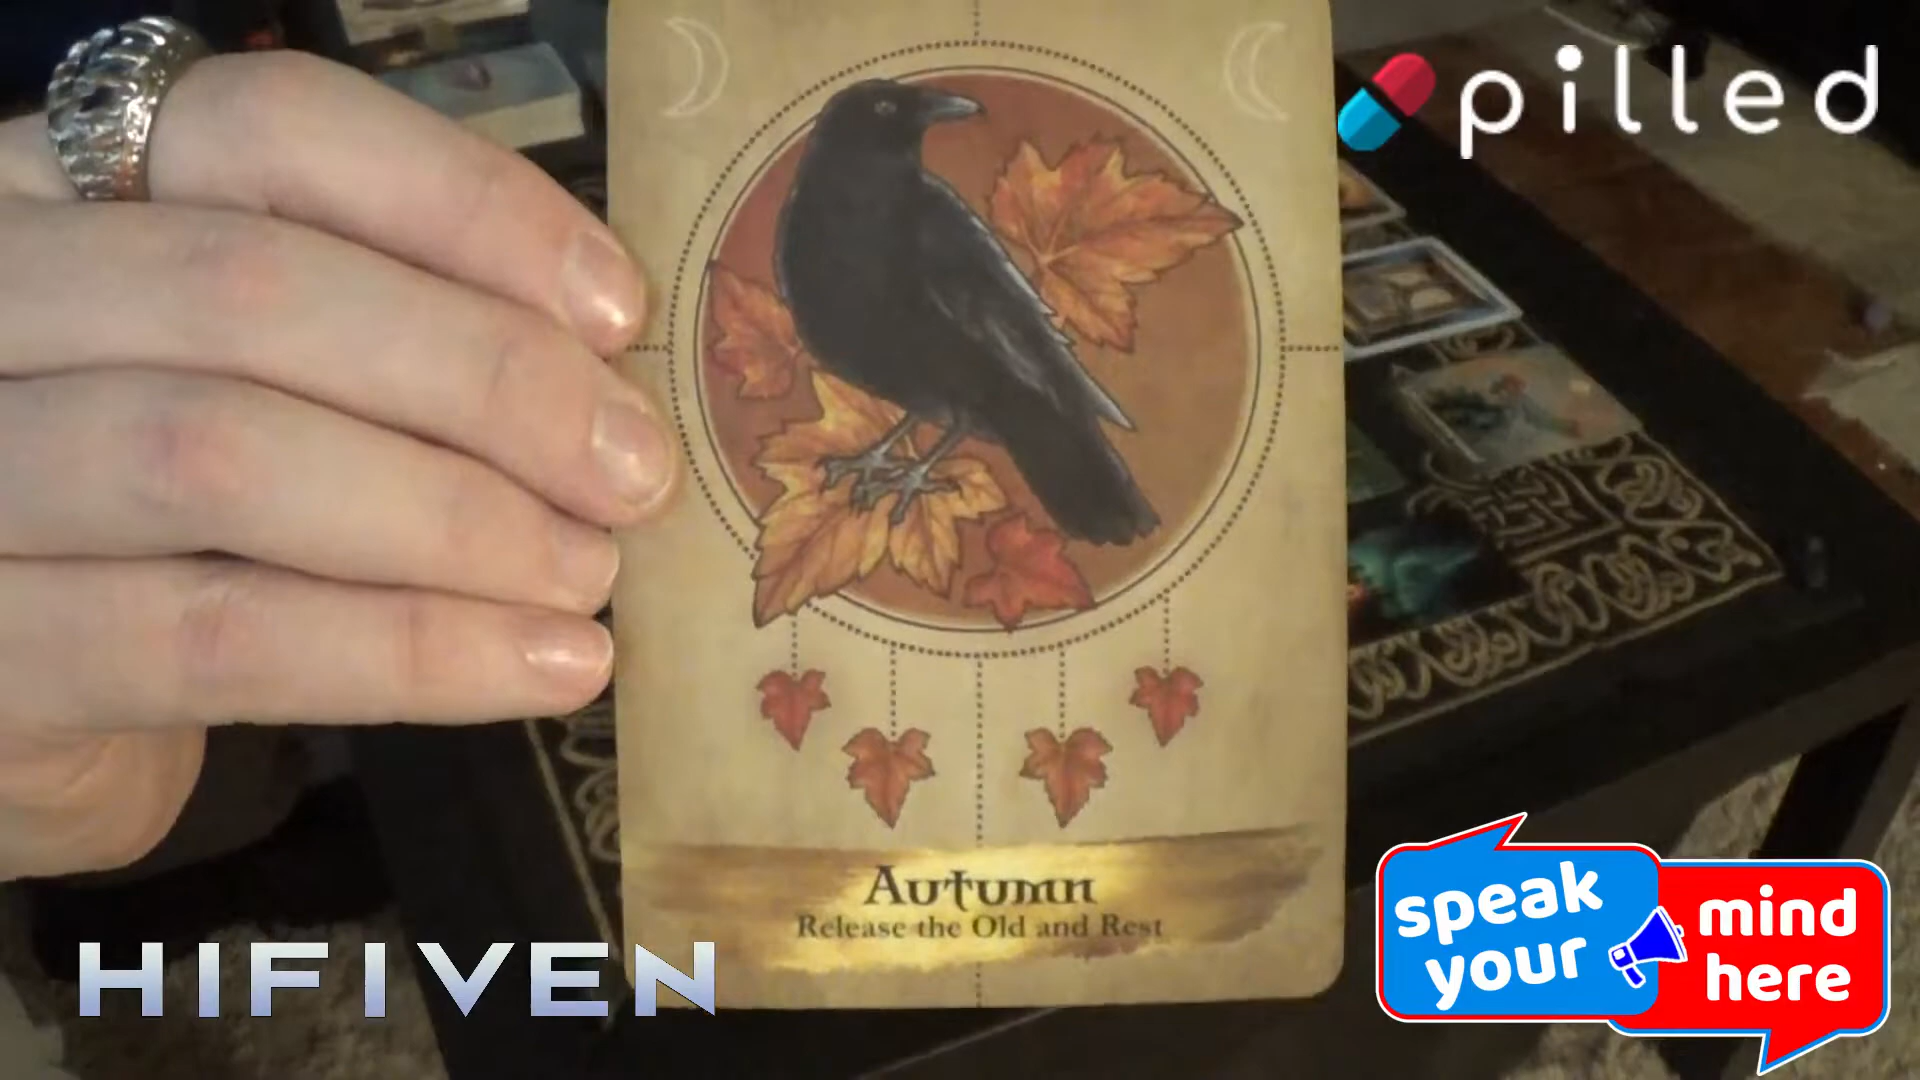 pilled
Autumn
Release the Old and Rest
HIFIVEN
speak
your
mind
here